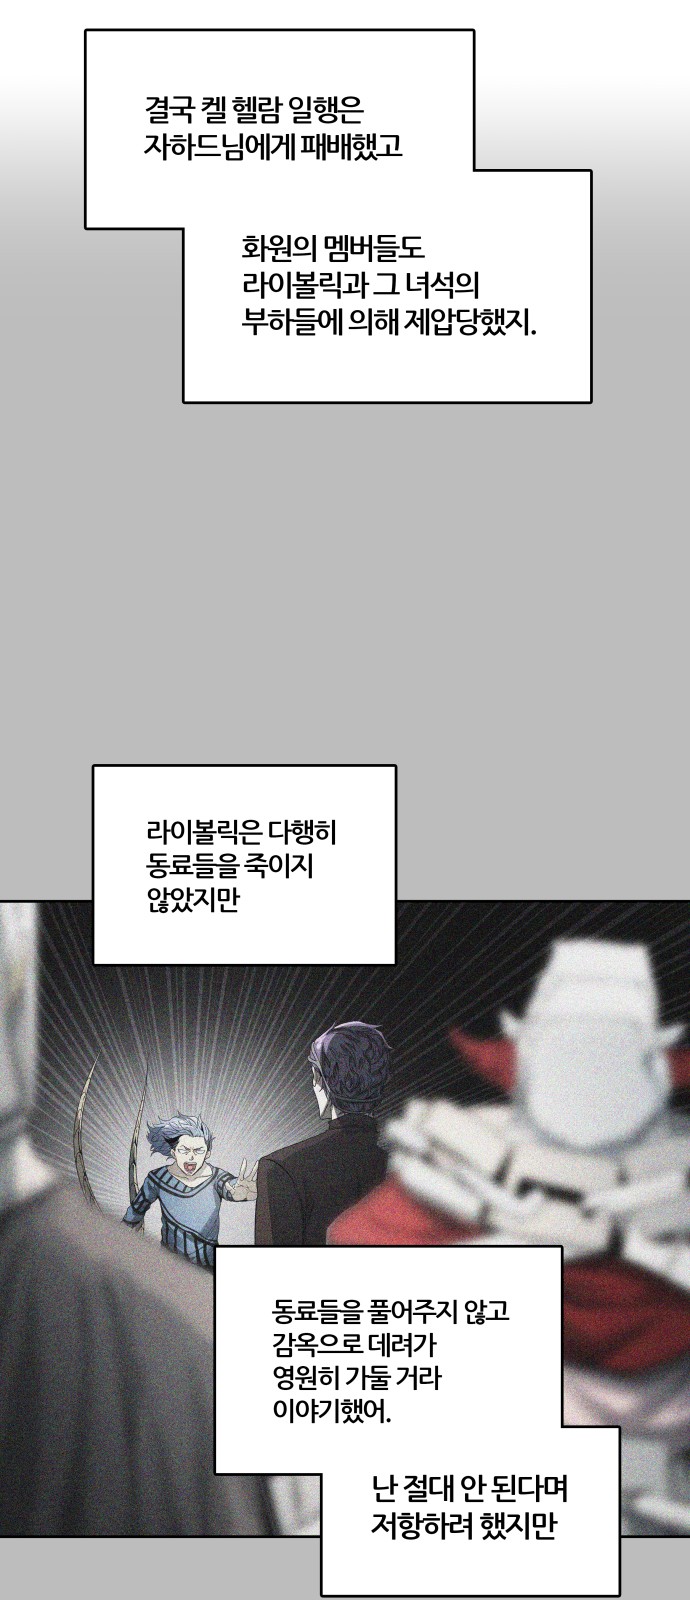 결국 켈 헬람 일행은
자하드님에게 패배했고
화원의 멤버들도
라이볼릭과 그 녀석의
부하들에 의해 제압당했지.
라이볼릭은 다행히
동료들을 죽이지
않았지만
동료들을 풀어주지 않고
감옥으로 데려가
영원히 가둘 거라
이야기했어.
난 절대 안 된다며
저항하려 했지만